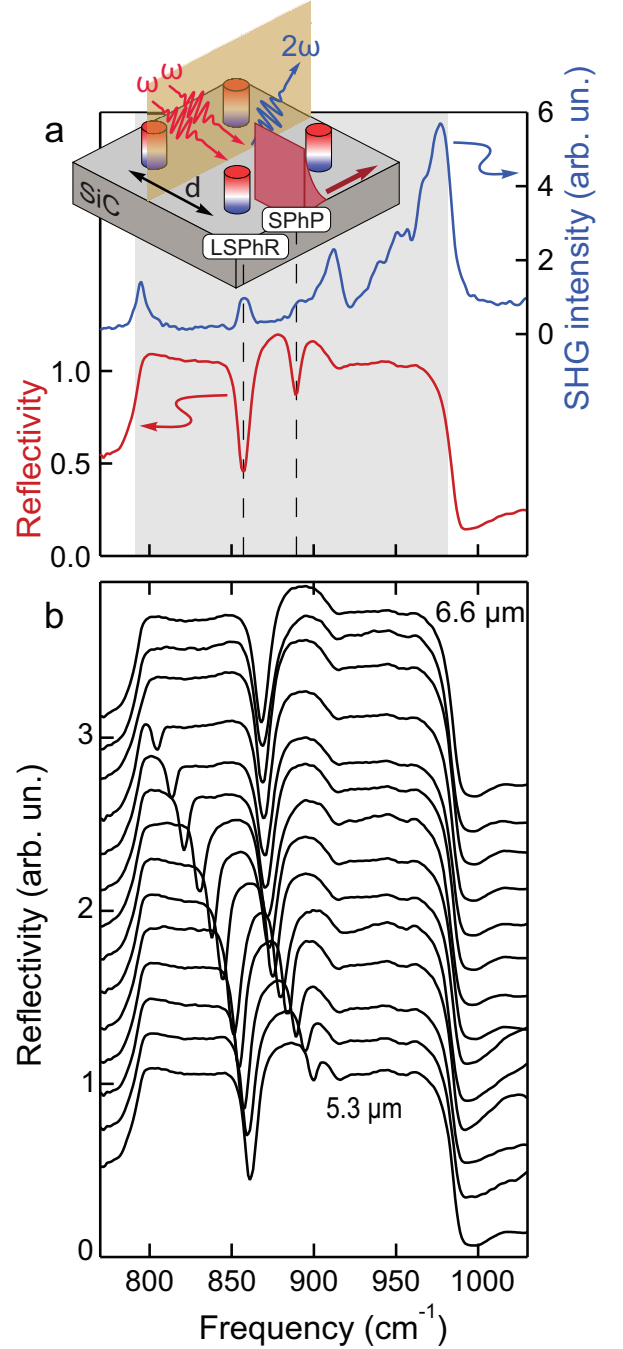 ω ω 2ω
a
d
SiC
SPhP
LSPhR
6
4
2
0
SHG intensity (arb. un.)
1.0
0.5
0.0
Reflectivity
b
6.6 μm
3
2
1
0
Reflectivity (arb. un.)
5.3 μm
800 850 900 950 1000
Frequency (cm⁻¹)